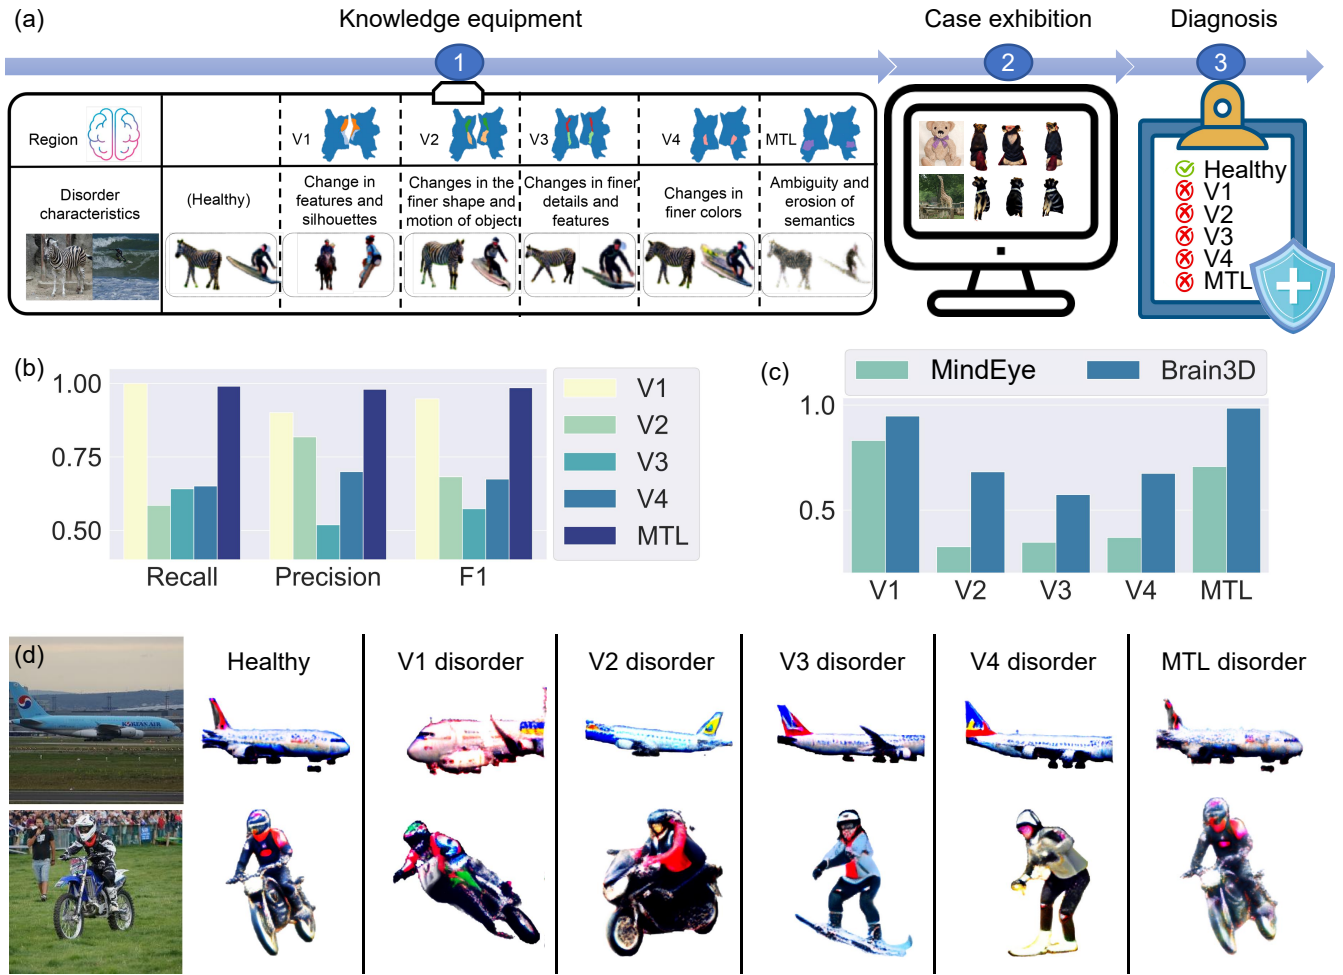 (a)
Knowledge equipment
Case exhibition
Diagnosis
1
2
3
Region
V1
V2
V3
V4
MTL
Disorder
characteristics
(Healthy)
Change in
features and
silhouettes
Changes in the
finer shape and
motion of object
Changes in finer
details and
features
Changes in
finer colors
Ambiguity and
erosion of
semantics
Healthy
V1
V2
V3
V4
MTL
(b)
1.00
0.75
0.50
Recall
Precision
F1
V1
V2
V3
V4
MTL
(c)
MindEye
Brain3D
1.0
0.5
V1
V2
V3
V4
MTL
(d)
KOREAN AIR
Healthy
V1 disorder
V2 disorder
V3 disorder
V4 disorder
MTL disorder